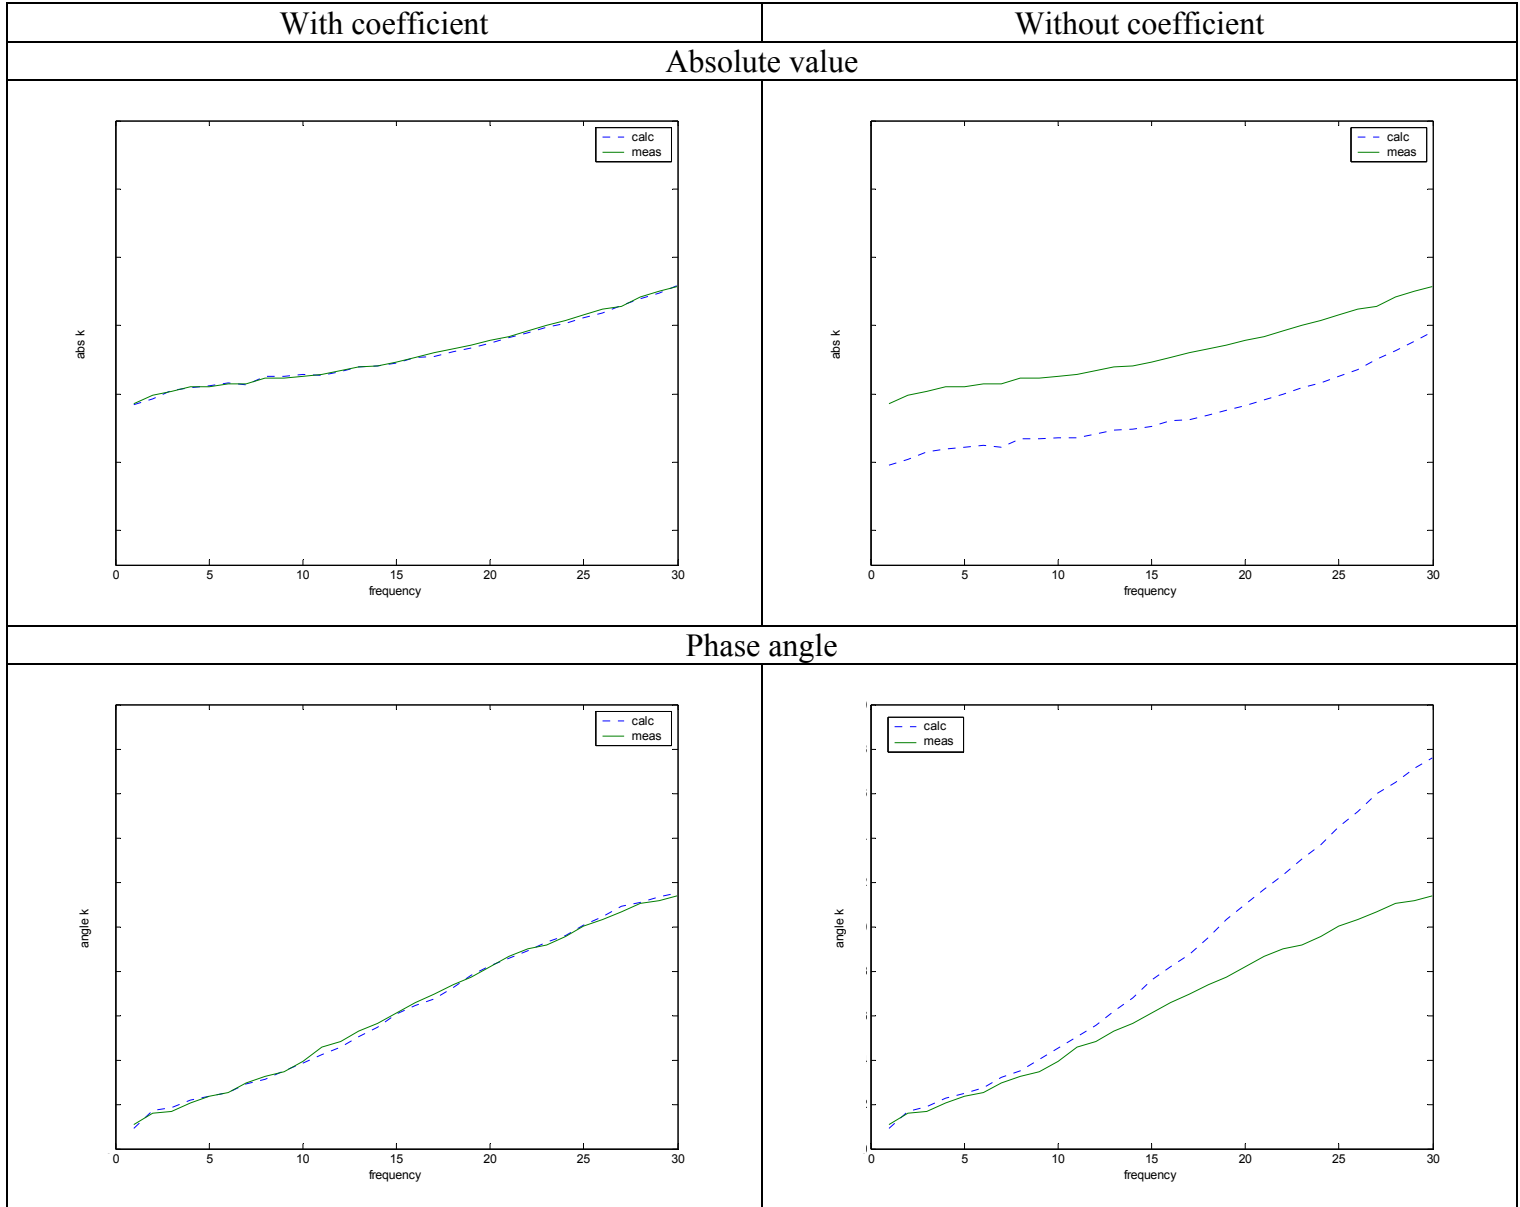 With coefficient
Without coefficient
Absolute value
calc
meas
abs k
0 5 10 15 20 25 30
frequency
calc
meas
abs k
0 5 10 15 20 25 30
frequency
Phase angle
calc
meas
angle k
0 5 10 15 20 25 30
frequency
calc
meas
angle k
0 5 10 15 20 25 30
frequency